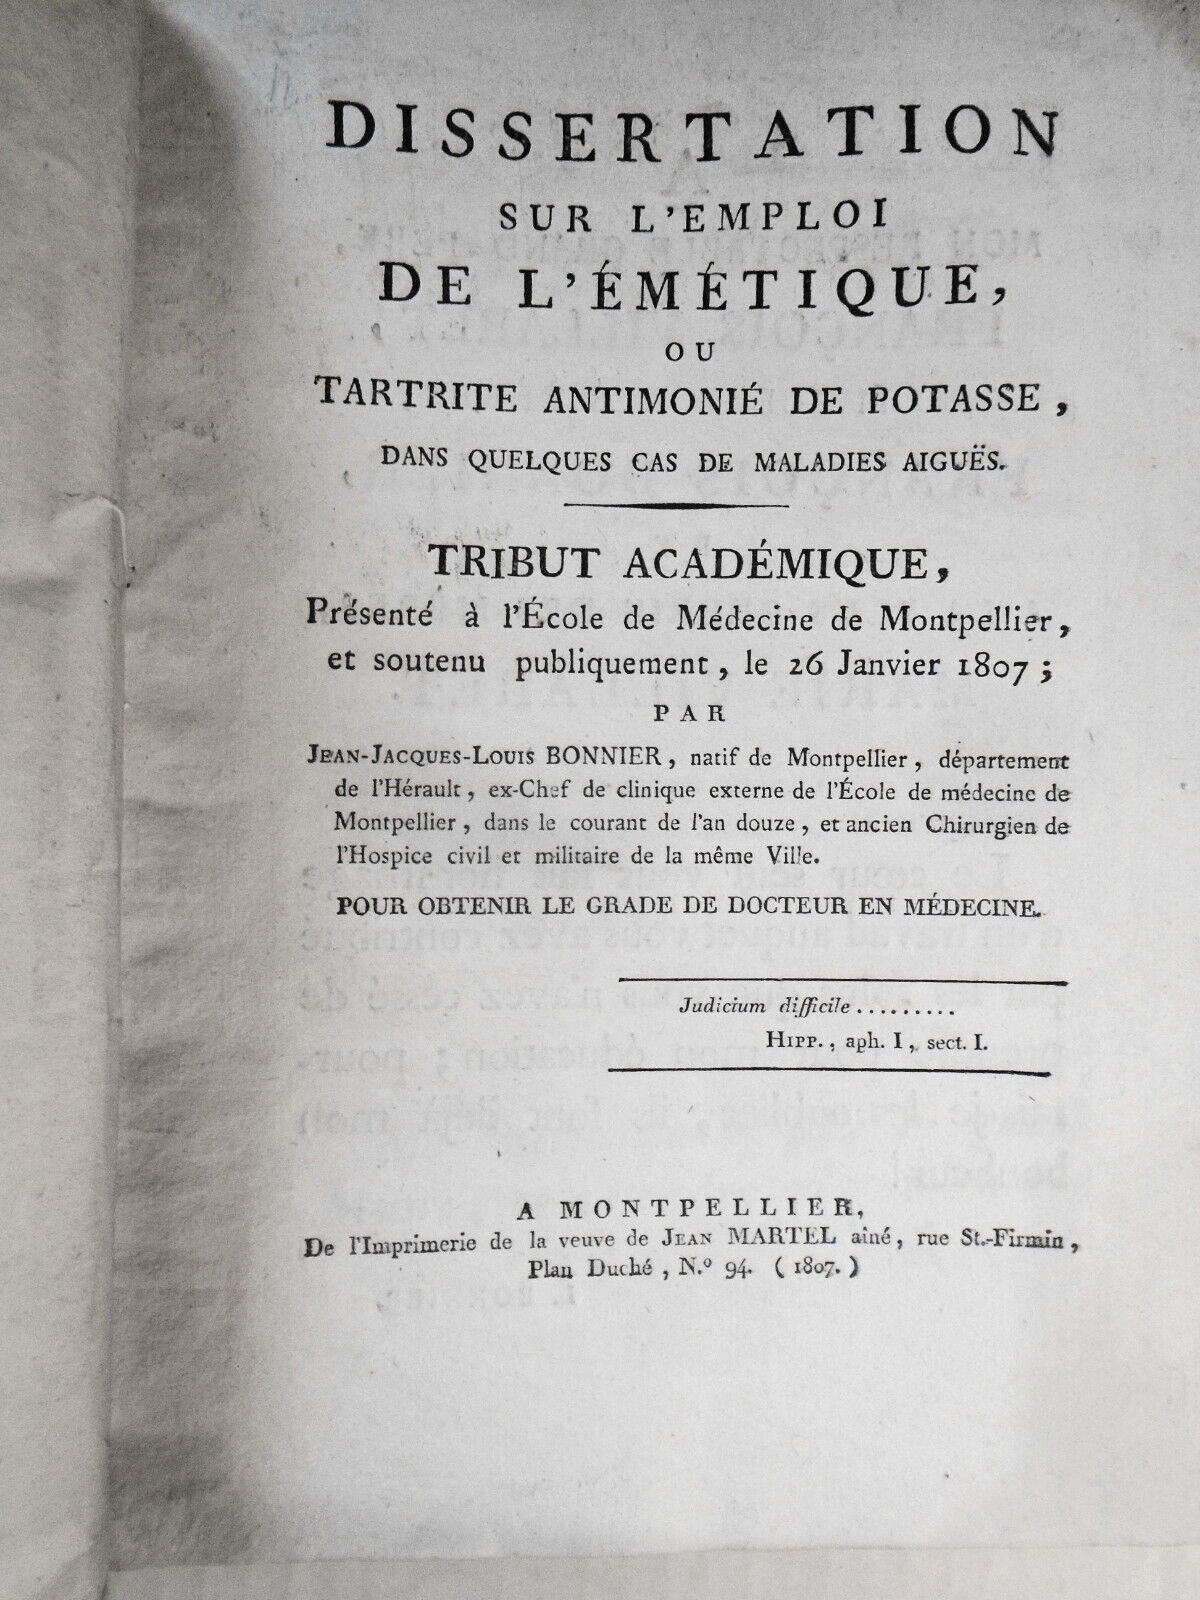 DISSERTATION
SUR L'EMPLOI
DE L'ÉMÉTIQUE,
OU
TARTRITE ANTIMONIÉ DE POTASSE,
DANS QUELQUES CAS DE MALADIES AIGUËS.
TRIBUT ACADÉMIQUE,
Présenté à l'École de Médecine de Montpellier,
et soutenu publiquement, le 26 Janvier 1807;
PAR
JEAN-JACQUES-LOUIS BONNIER, natif de Montpellier, département
de l'Hérault, ex-Chef de clinique externe de l'École de médecine de
Montpellier, dans le courant de l'an douze, et ancien Chirurgien de
l'Hospice civil et militaire de la même Ville.
POUR OBTENIR LE GRADE DE DOCTEUR EN MÉDECINE.
Judicium difficile .........
HIPP., aph. I, sect. I.
A MONTPELLIER,
De l'Imprimerie de la veuve de JEAN MARTEL aîné, rue St.-Firmin,
Plan Duché, N.º 94. (1807.)